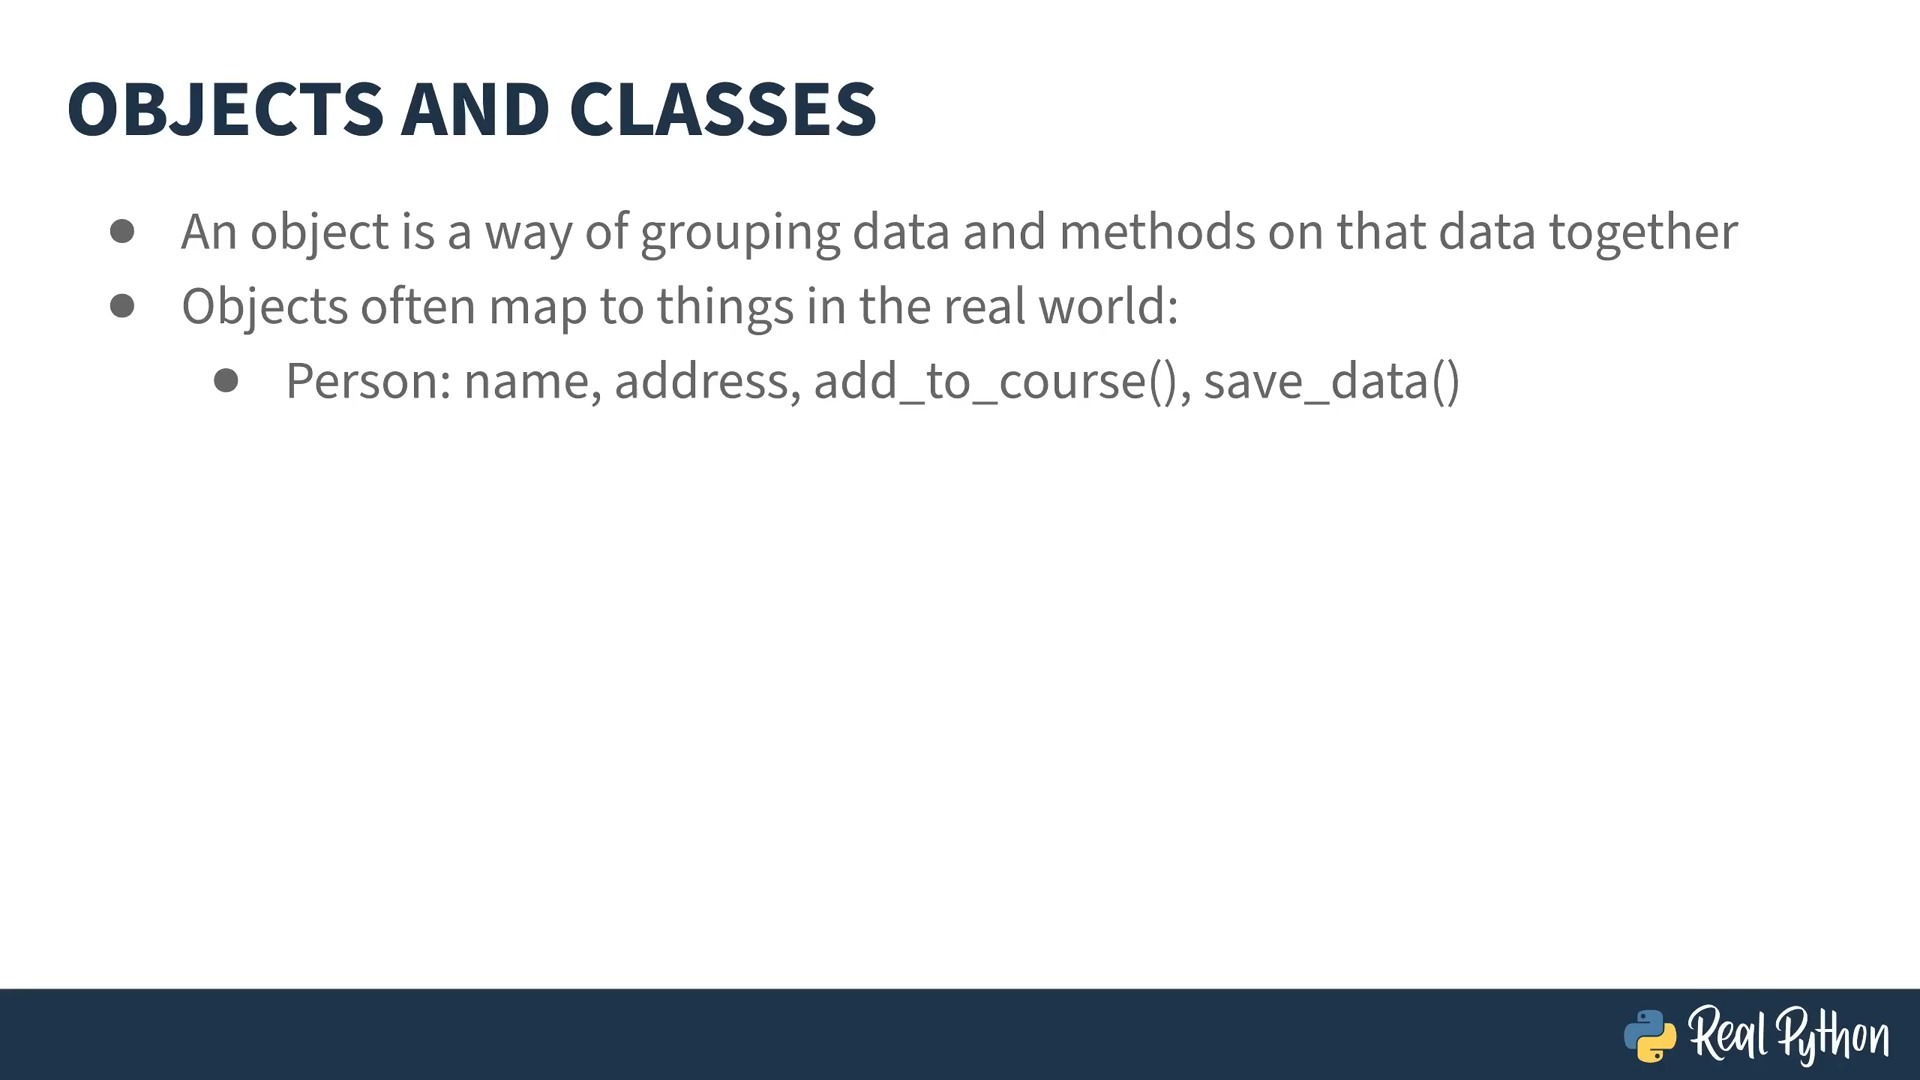 OBJECTS AND CLASSES
● An object is a way of grouping data and methods on that data together
● Objects often map to things in the real world:
● Person: name, address, add_to_course(), save_data()
Real Python